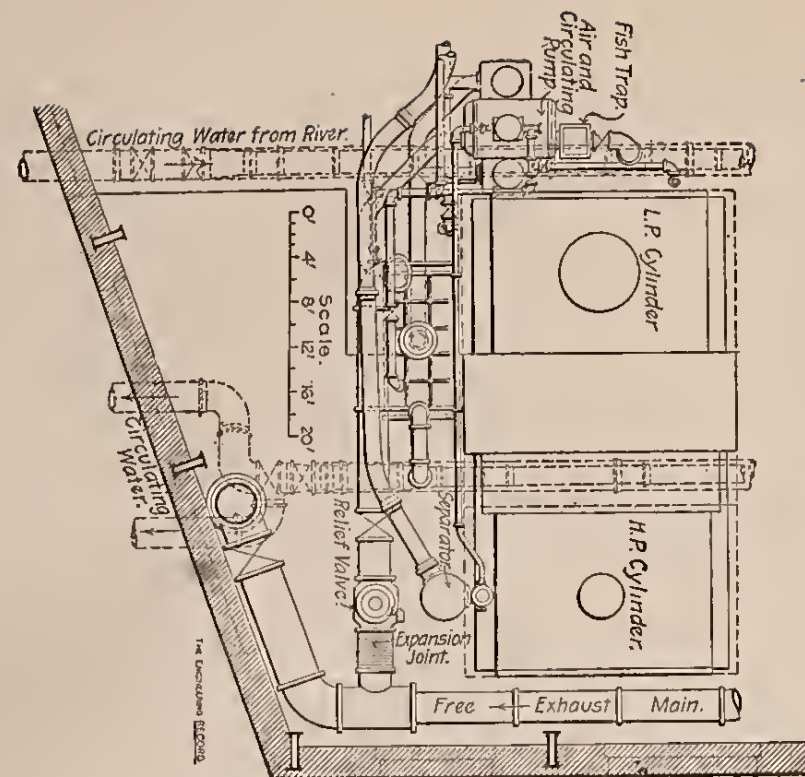 Fish Trap.
Air and
Circulating
Pump
Circulating Water from River.
L.P. Cylinder
Scale.
0' 4' 8' 12' 16' 20'
Circulating
Water.
Relief Valve.
Separator
H.P. Cylinder.
Expansion
Joint.
Free Exhaust Main.
THE ENGINEERING RECORD.